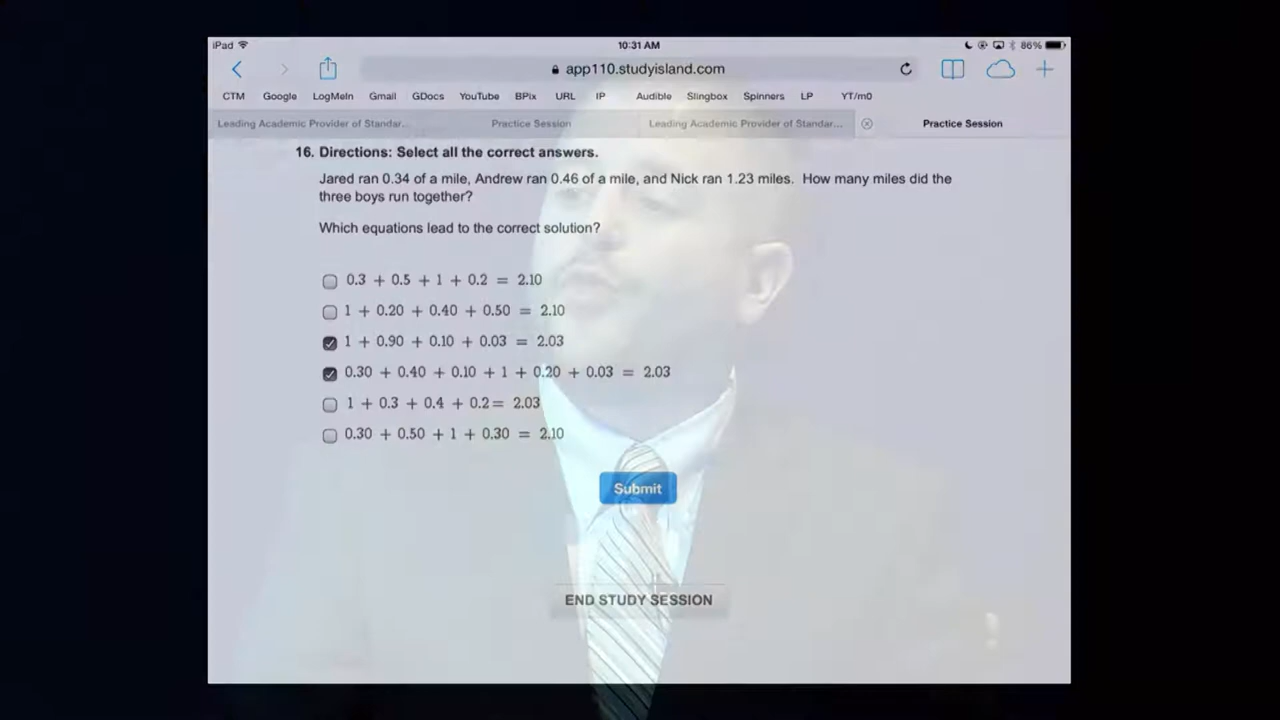 iPad 10:31 AM 86%
app110.studyisland.com
CTM Google LogMeIn Gmail GDocs YouTube BPix URL IP Audible Slingbox Spinners LP YT/m0
Leading Academic Provider of Standar... Practice Session Leading Academic Provider of Standar... Practice Session
16. Directions: Select all the correct answers.
Jared ran 0.34 of a mile, Andrew ran 0.46 of a mile, and Nick ran 1.23 miles. How many miles did the
three boys run together?
Which equations lead to the correct solution?
0.3 + 0.5 + 1 + 0.2 = 2.10
1 + 0.20 + 0.40 + 0.50 = 2.10
1 + 0.90 + 0.10 + 0.03 = 2.03
0.30 + 0.40 + 0.10 + 1 + 0.20 + 0.03 = 2.03
1 + 0.3 + 0.4 + 0.2= 2.03
0.30 + 0.50 + 1 + 0.30 = 2.10
Submit
END STUDY SESSION